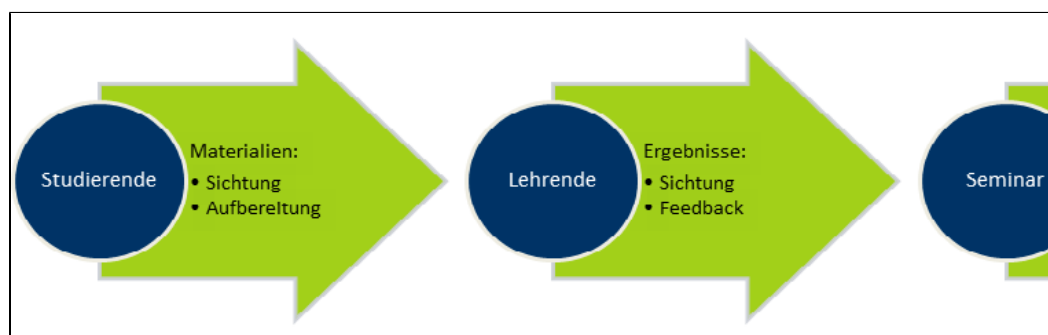 Studierende
Materialien:
• Sichtung
• Aufbereitung
Lehrende
Ergebnisse:
• Sichtung
• Feedback
Seminar